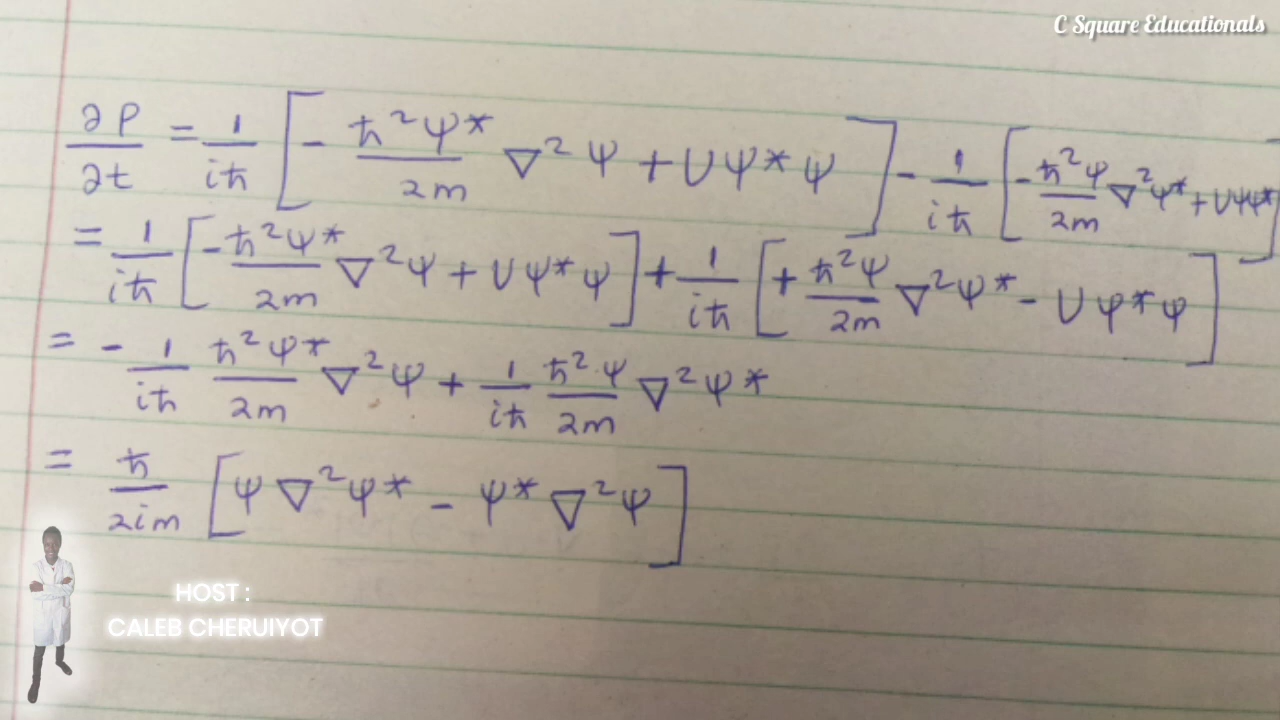 C Square Educationals
∂P/∂t = 1/iħ [ - ħ²ψ*/2m ∇²ψ + Uψ*ψ ] - 1/iħ [ - ħ²ψ/2m ∇²ψ* + Uψψ* ]
= 1/iħ [ - ħ²ψ*/2m ∇²ψ + Uψ*ψ ] + 1/iħ [ + ħ²ψ/2m ∇²ψ* - Uψ*ψ ]
= - 1/iħ ħ²ψ*/2m ∇²ψ + 1/iħ ħ²ψ/2m ∇²ψ*
= ħ/2im [ ψ∇²ψ* - ψ*∇²ψ ]
HOST :
CALEB CHERUIYOT